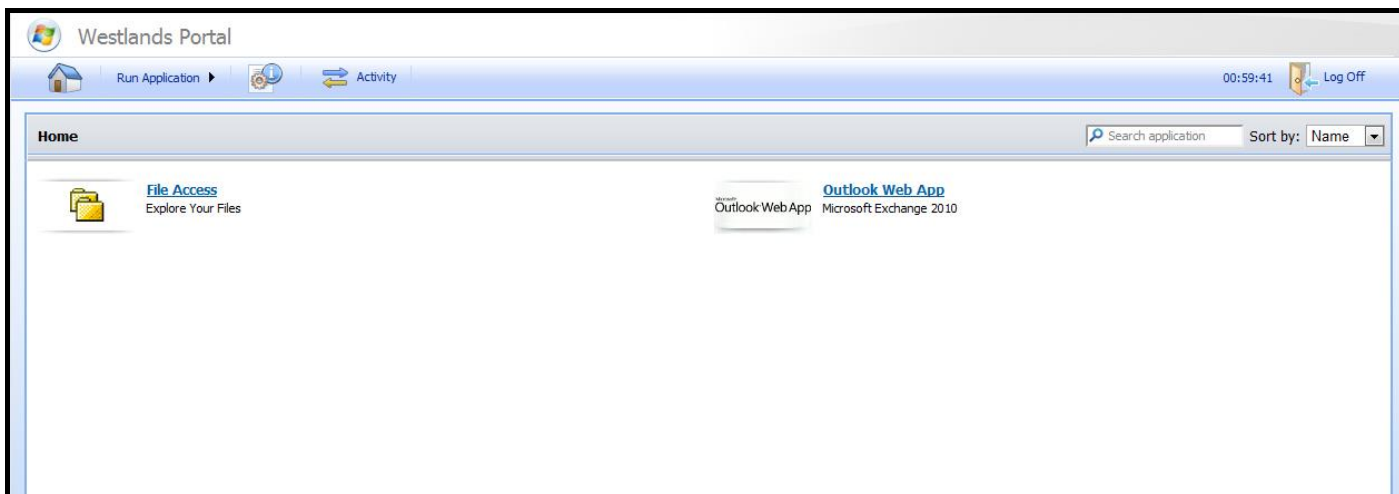 Westlands Portal
Run Application Activity 00:59:41 Log Off
Home Search application Sort by: Name
File Access
Explore Your Files
Outlook Web App
Outlook Web App
Microsoft Exchange 2010